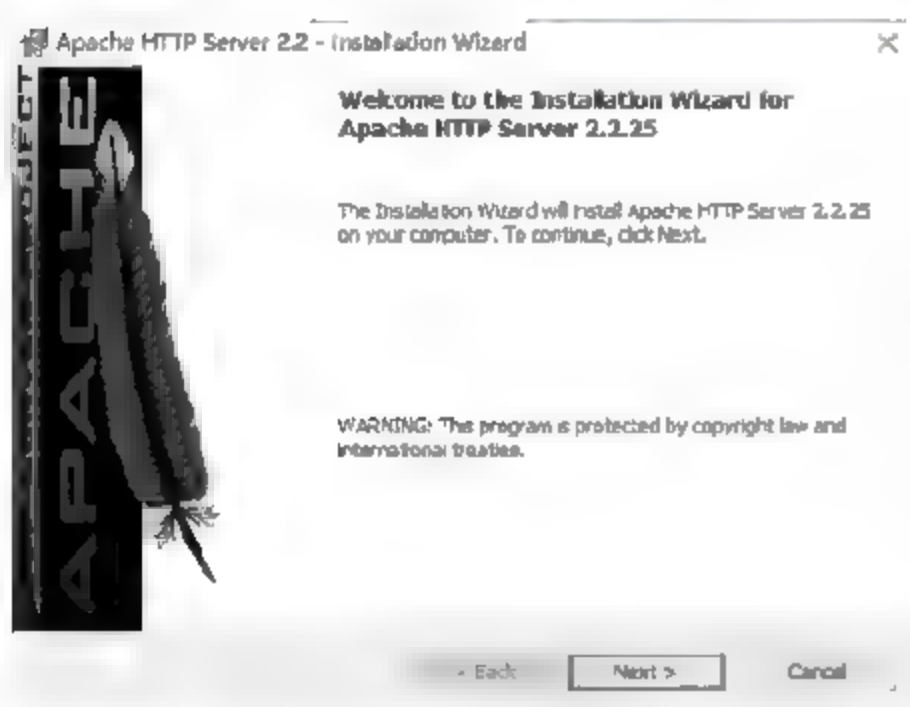 Apache HTTP Server 2.2 - Installation Wizard
Welcome to the Installation Wizard for
Apache HTTP Server 2.2.25
The Installation Wizard will install Apache HTTP Server 2.2.25
on your computer. To continue, click Next.
WARNING: This program is protected by copyright law and
international treaties.
APACHE
< Back
Next >
Cancel